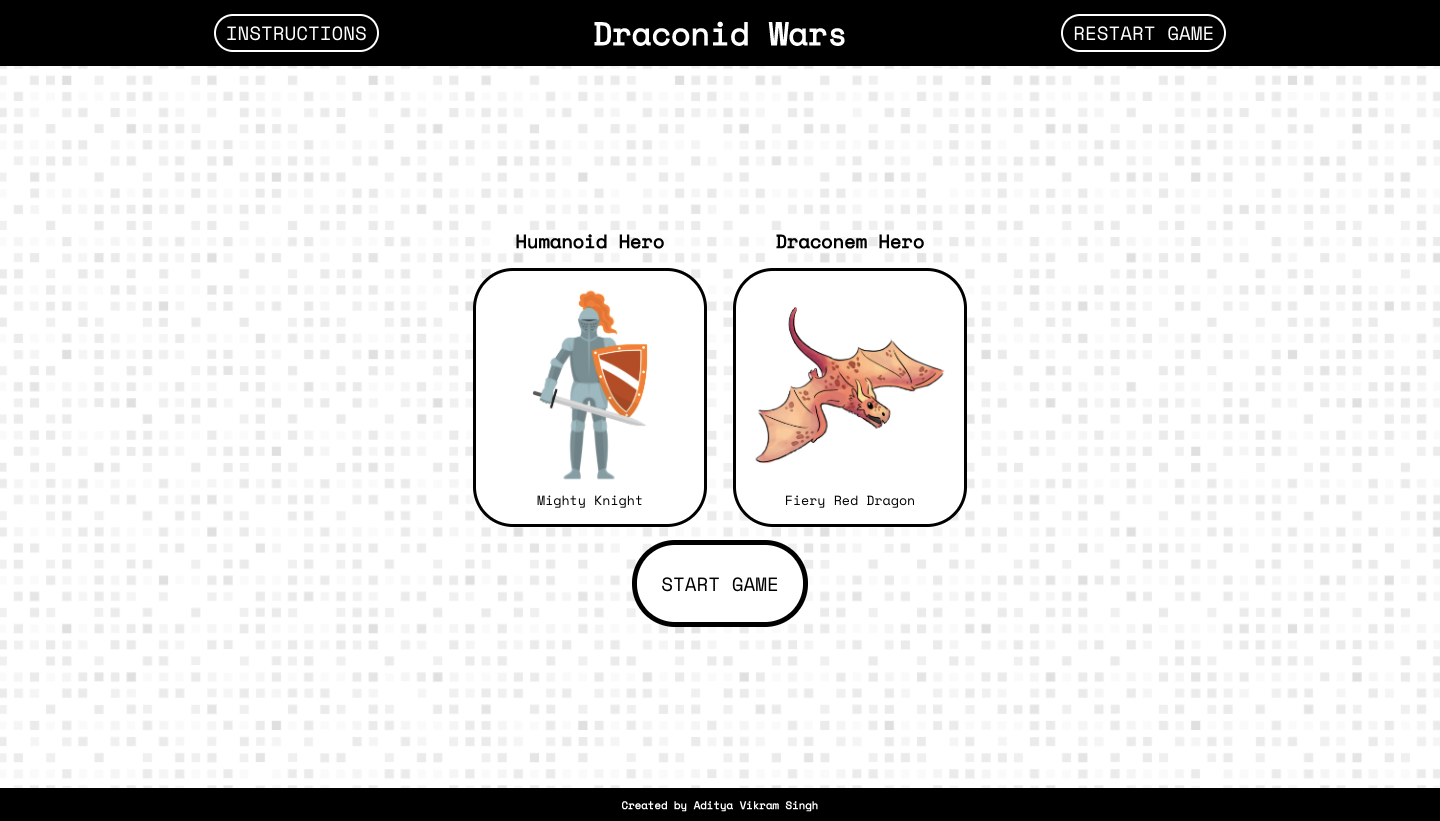 INSTRUCTIONS
Draconid Wars
RESTART GAME
Humanoid Hero
Draconem Hero
Mighty Knight
Fiery Red Dragon
START GAME
Created by Aditya Vikram Singh